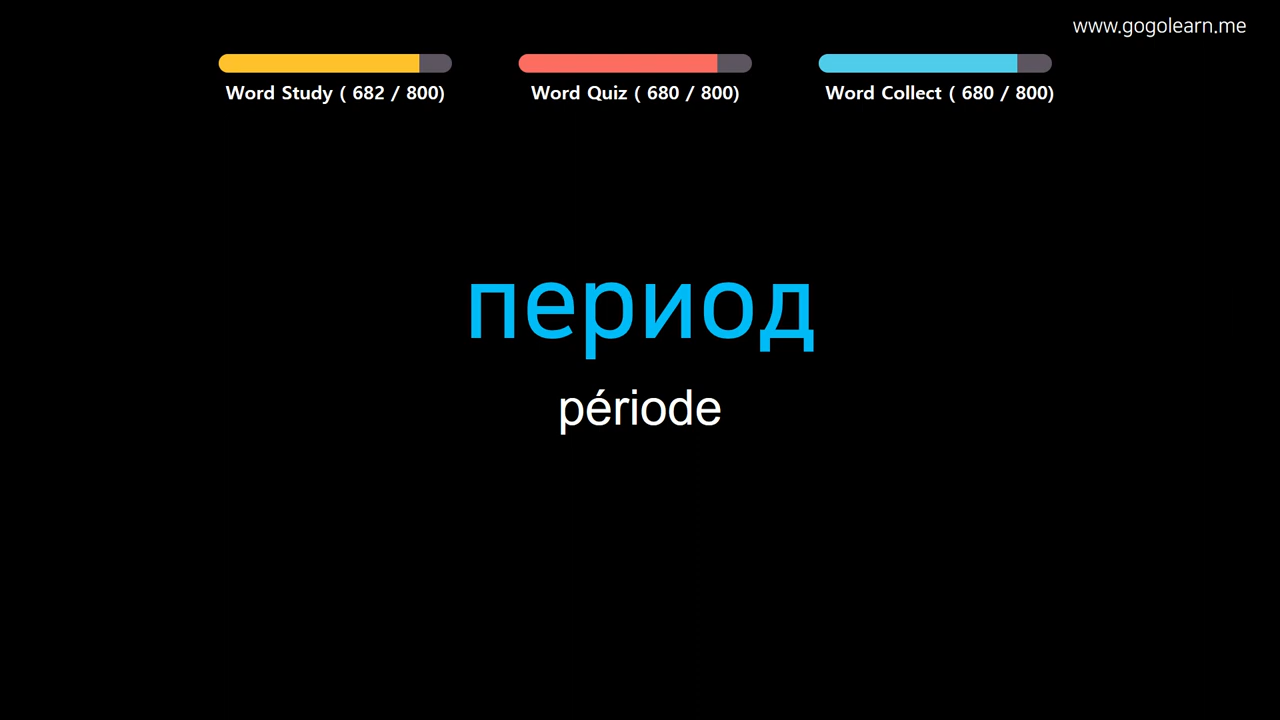 www.gogolearn.me
Word Study ( 682 / 800)
Word Quiz ( 680 / 800)
Word Collect ( 680 / 800)
период
période